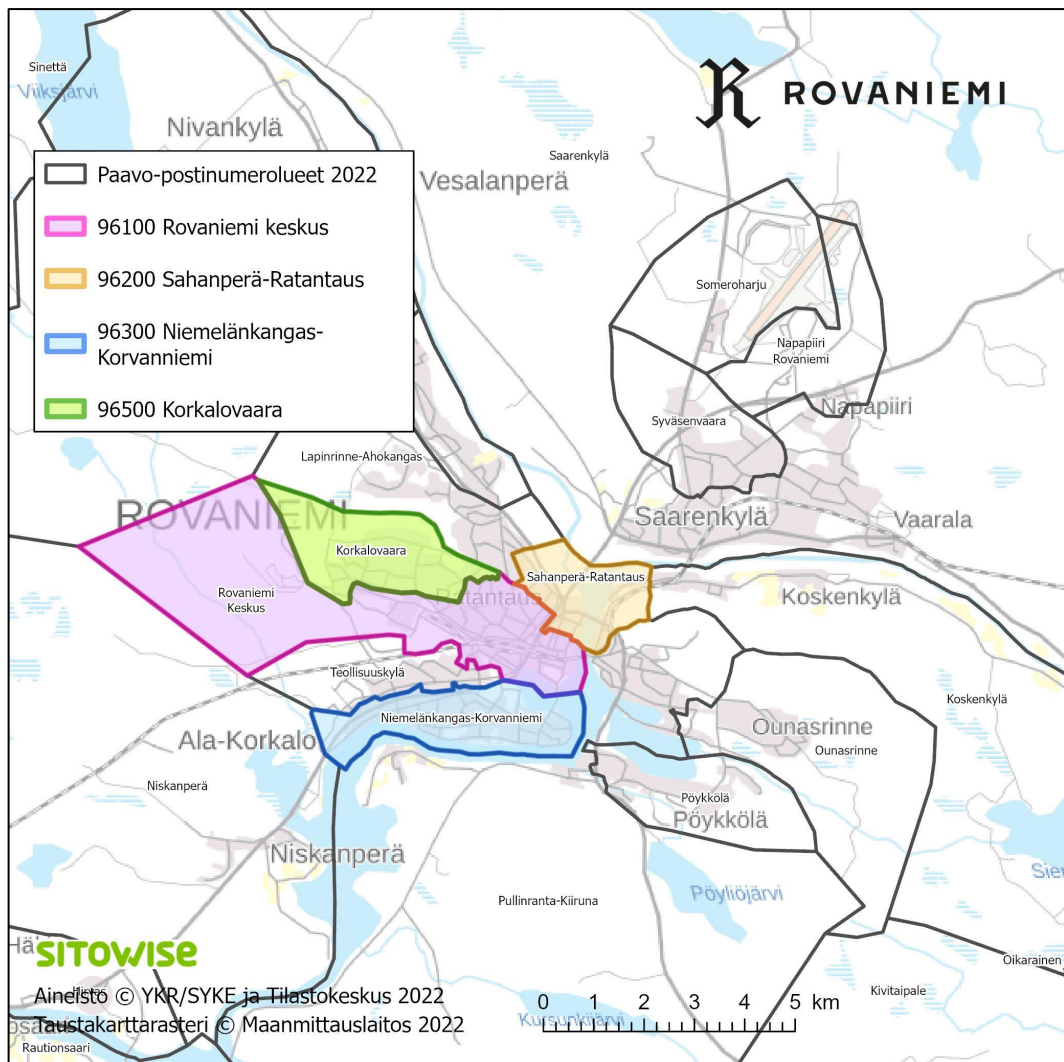 Sinettä
Viiksjärvi
Nivankylä
Saarenkylä
Vesalanperä
ROVANIEMI
Paavo-postinumerolueet 2022
96100 Rovaniemi keskus
96200 Sahanperä-Ratantaus
96300 Niemelänkangas-
Korvanniemi
96500 Korkalovaara
Someroharju
Napapiiri
Rovaniemi
Napapiiri
Syväsenvaara
Lapinrinne-Ahokangas
ROVANIEMI
Saarenkylä
Vaarala
Korkalovaara
Sahanperä-Ratantaus
Rovaniemi
Keskus
Ratantaus
Koskenkylä
Teollisuuskylä
Koskenkylä
Niemelänkangas-Korvanniemi
Ounasrinne
Ala-Korkalo
Ounasrinne
Niskanperä
Pöykkölä
Pöykkölä
Niskanperä
Pullinranta-Kiiruna
Pöyliöjärvi
Sier
SITOWISE
Oikarainen
Aineisto © YKR/SYKE ja Tilastokeskus 2022
0 1 2 3 4 5 km
Kivitaipale
Taustakarttarasteri © Maanmittauslaitos 2022
Kursunkijärvi
Rautionsaari